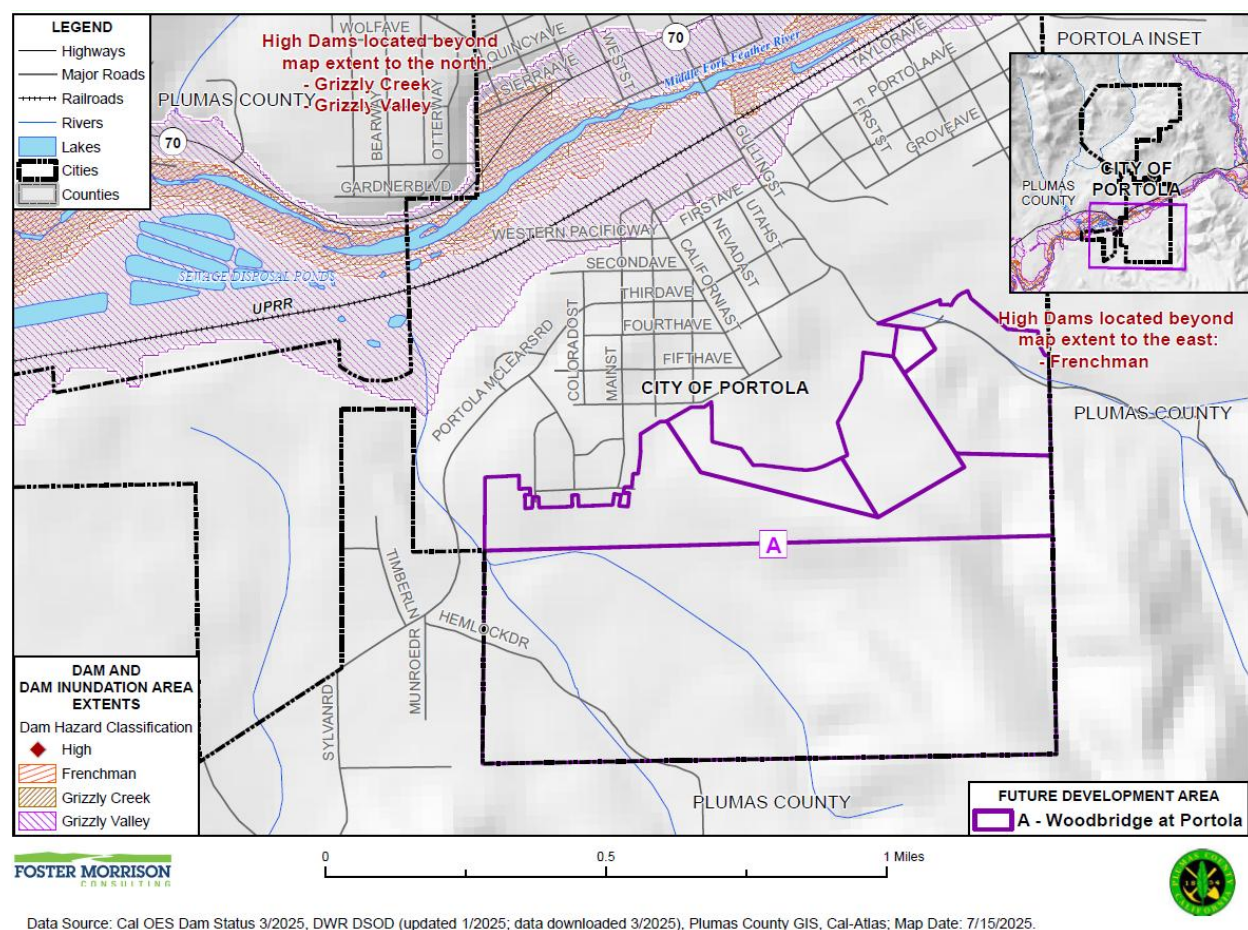 LEGEND
Highways
Major Roads
Railroads
Rivers
Lakes
Cities
Counties
High Dams located beyond
map extent to the north:
- Grizzly Creek
- Grizzly Valley
PLUMAS COUNTY
70
70
WOLFAVE
QUINCYAVE
SIERRAAVE
WESTST
BEARWAY
OTTERWAY
GARDNERBLVD
Middle Fork Feather River
TAYLORAVE
PORTOLAAVE
FIRSTST
GROVEAVE
GULLINGST
PORTOLA INSET
CITY OF
PORTOLA
PLUMAS
COUNTY
SEWAGE DISPOSAL PONDS
UPRR
WESTERN PACIFICWAY
FIRSTAVE
UTAHST
NEVADAST
CALIFORNIAST
SECONDAVE
THIRDAVE
FOURTHAVE
FIFTHAVE
COLORADOST
MAINST
PORTOLA MCLEARSRD
CITY OF PORTOLA
High Dams located beyond
map extent to the east:
- Frenchman
PLUMAS COUNTY
A
TIMBERLN
HEMLOCKDR
MUNROEDR
SYLVANRD
PLUMAS COUNTY
DAM AND
DAM INUNDATION AREA
EXTENTS
Dam Hazard Classification
High
Frenchman
Grizzly Creek
Grizzly Valley
FUTURE DEVELOPMENT AREA
A - Woodbridge at Portola
FOSTER MORRISON
CONSULTING
0 0.5 1 Miles
PLUMAS COUNTY
18 54
CALIFORNIA
Data Source: Cal OES Dam Status 3/2025, DWR DSOD (updated 1/2025; data downloaded 3/2025), Plumas County GIS, Cal-Atlas; Map Date: 7/15/2025.